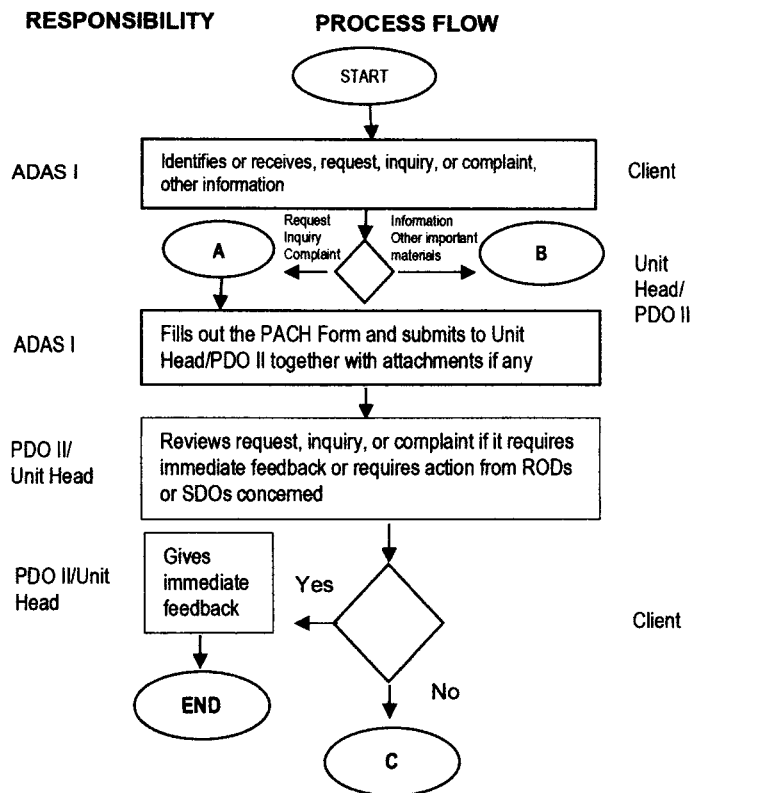 RESPONSIBILITY
PROCESS FLOW
START
ADAS I
Identifies or receives, request, inquiry, or complaint,
other information
Client
A
Request
Inquiry
Complaint
Information
Other important
materials
B
Unit
Head/
PDO II
ADAS I
Fills out the PACH Form and submits to Unit
Head/PDO II together with attachments if any
PDO II/
Unit Head
Reviews request, inquiry, or complaint if it requires
immediate feedback or requires action from RODs
or SDOs concerned
PDO II/Unit
Head
Gives
immediate
feedback
Yes
Client
END
No
C